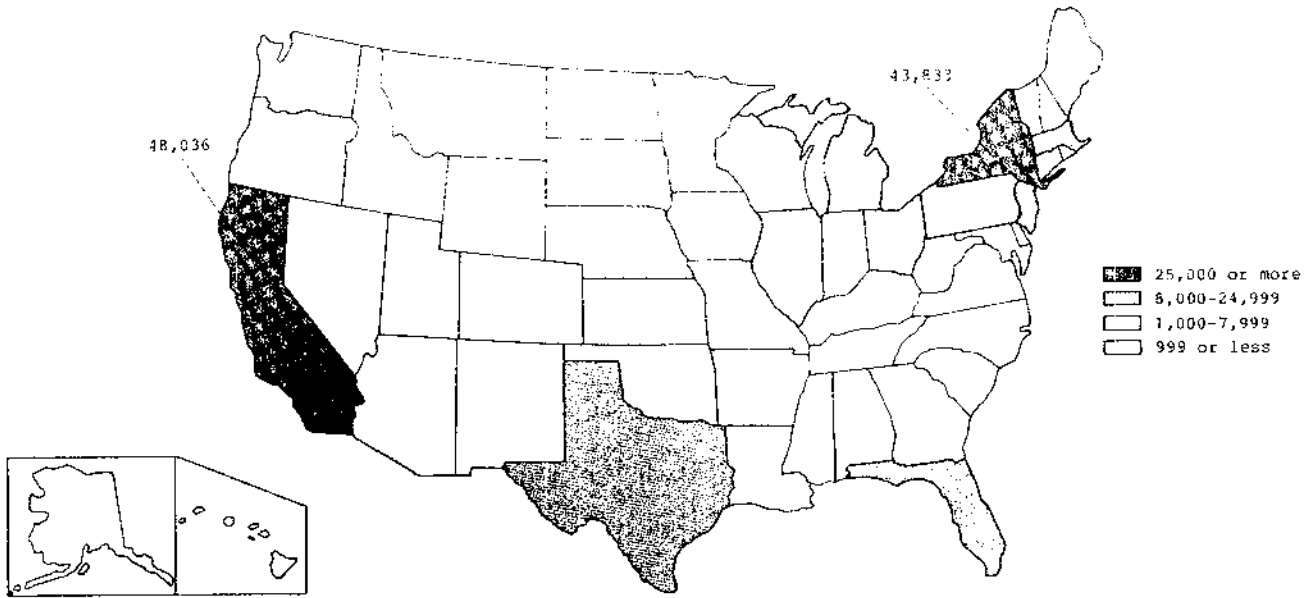 43,833
48,036
25,000 or more
8,000-24,999
1,000-7,999
999 or less